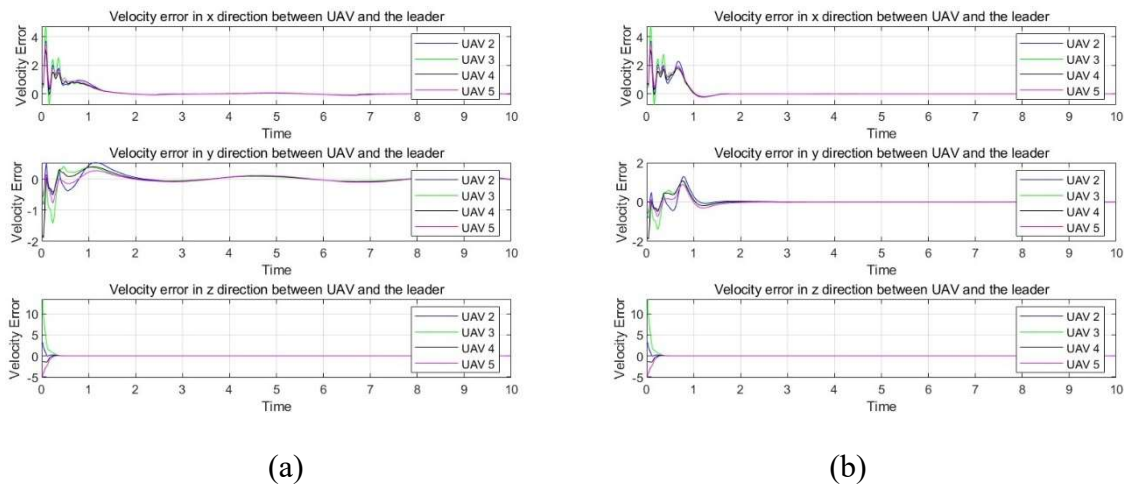 Velocity error in x direction between UAV and the leader
Velocity Error
4
2
0
UAV 2
UAV 3
UAV 4
UAV 5
0 1 2 3 4 5 6 7 8 9 10
Time
Velocity error in y direction between UAV and the leader
Velocity Error
0
-1
-2
UAV 2
UAV 3
UAV 4
UAV 5
0 1 2 3 4 5 6 7 8 9 10
Time
Velocity error in z direction between UAV and the leader
Velocity Error
10
5
0
-5
UAV 2
UAV 3
UAV 4
UAV 5
0 1 2 3 4 5 6 7 8 9 10
Time
(a)
Velocity error in x direction between UAV and the leader
Velocity Error
4
2
0
UAV 2
UAV 3
UAV 4
UAV 5
0 1 2 3 4 5 6 7 8 9 10
Time
Velocity error in y direction between UAV and the leader
Velocity Error
2
0
-2
UAV 2
UAV 3
UAV 4
UAV 5
0 1 2 3 4 5 6 7 8 9 10
Time
Velocity error in z direction between UAV and the leader
Velocity Error
10
5
0
-5
UAV 2
UAV 3
UAV 4
UAV 5
0 1 2 3 4 5 6 7 8 9 10
Time
(b)